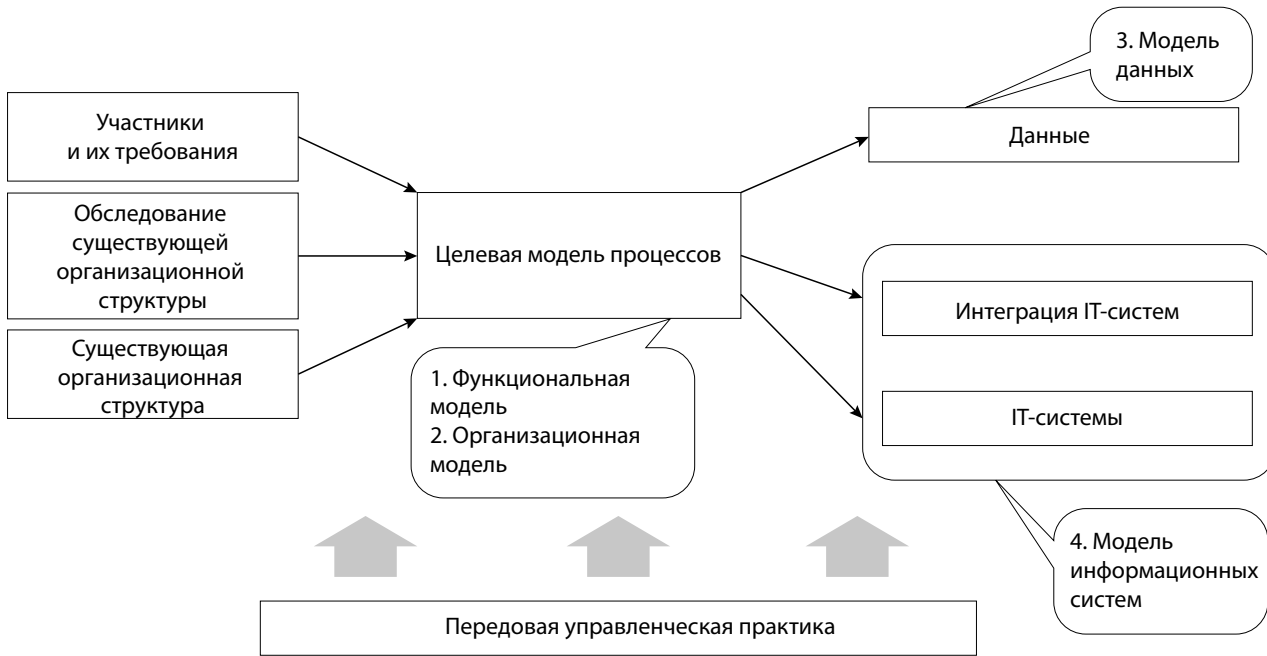 3. Модель
данных
Участники
и их требования
Данные
Обследование
существующей
организационной
структуры
Целевая модель процессов
Интеграция IT-систем
Существующая
организационная
структура
1. Функциональная
модель
2. Организационная
модель
IT-системы
4. Модель
информационных
систем
Передовая управленческая практика